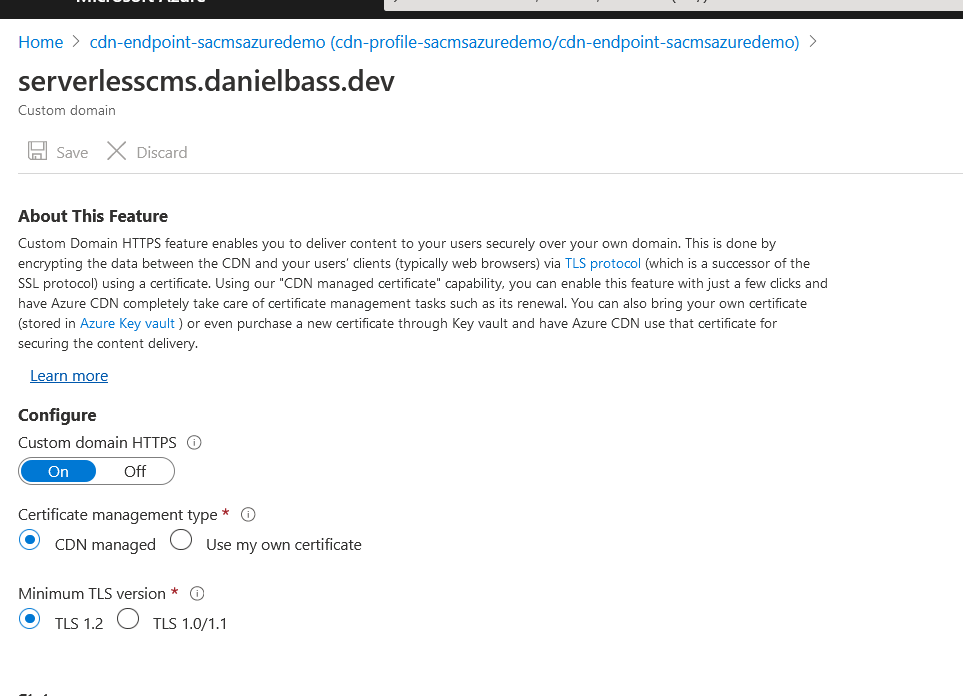 Microsoft Azure
Home > cdn-endpoint-sacmsazuredemo (cdn-profile-sacmsazuredemo/cdn-endpoint-sacmsazuredemo) >
serverlesscms.danielbass.dev
Custom domain
Save Discard
About This Feature
Custom Domain HTTPS feature enables you to deliver content to your users securely over your own domain. This is done by
encrypting the data between the CDN and your users' clients (typically web browsers) via TLS protocol (which is a successor of the
SSL protocol) using a certificate. Using our "CDN managed certificate" capability, you can enable this feature with just a few clicks and
have Azure CDN completely take care of certificate management tasks such as its renewal. You can also bring your own certificate
(stored in Azure Key vault ) or even purchase a new certificate through Key vault and have Azure CDN use that certificate for
securing the content delivery.
Learn more
Configure
Custom domain HTTPS
On Off
Certificate management type *
CDN managed Use my own certificate
Minimum TLS version *
TLS 1.2 TLS 1.0/1.1